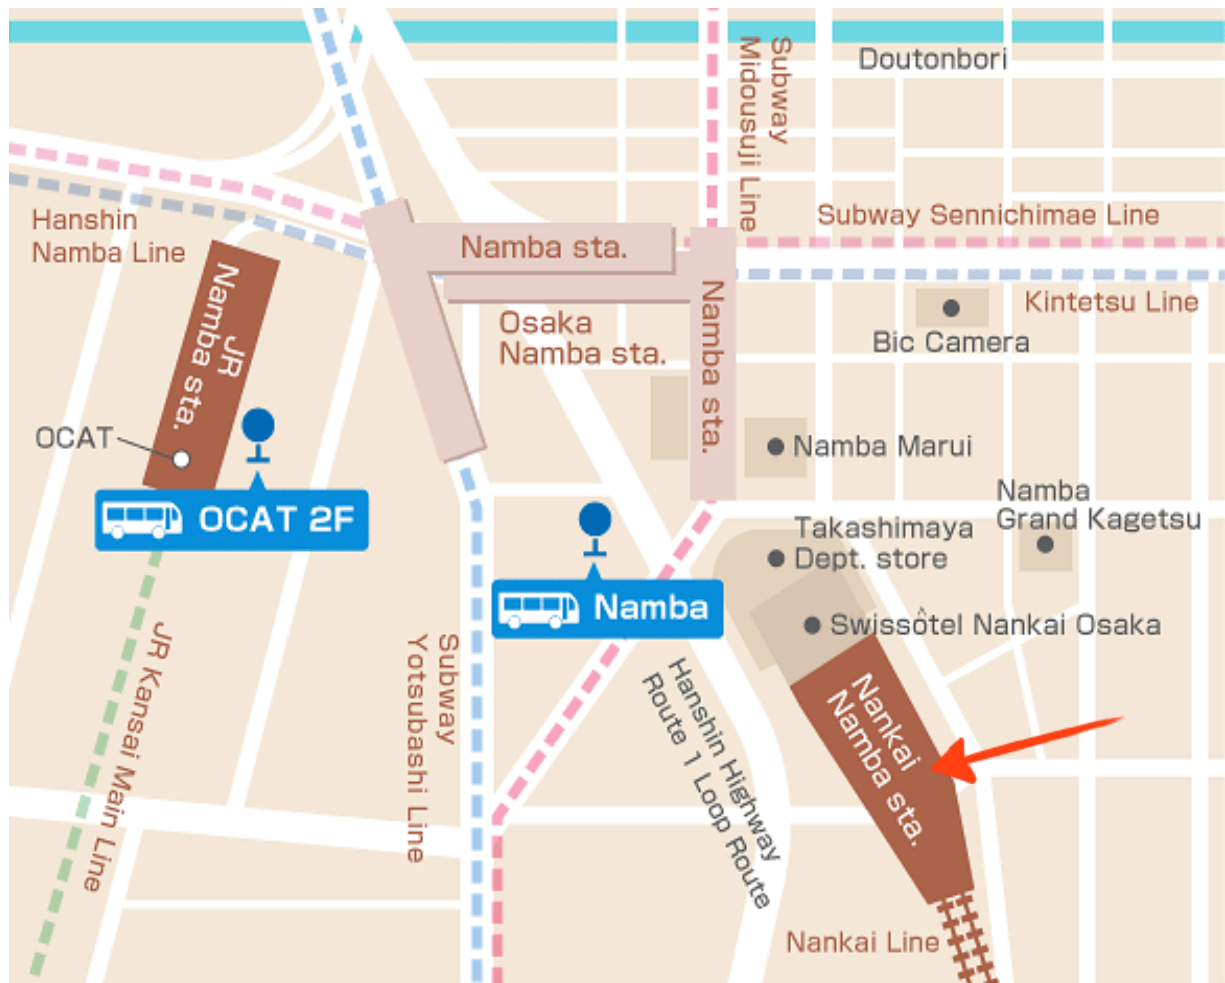 Doutonbori
Subway
Midousuji Line
Subway Sennichimae Line
Hanshin
Namba Line
Namba sta.
JR
Namba sta.
Namba sta.
Kintetsu Line
Osaka
Namba sta.
Bic Camera
OCAT
Namba Marui
Namba
Grand Kagetsu
OCAT 2F
Takashimaya
Dept. store
Namba
Swissôtel Nankai Osaka
JR Kansai Main Line
Subway
Yotsubashi Line
Hanshin Highway
Route 1 Loop Route
Nankai
Namba sta.
Nankai Line